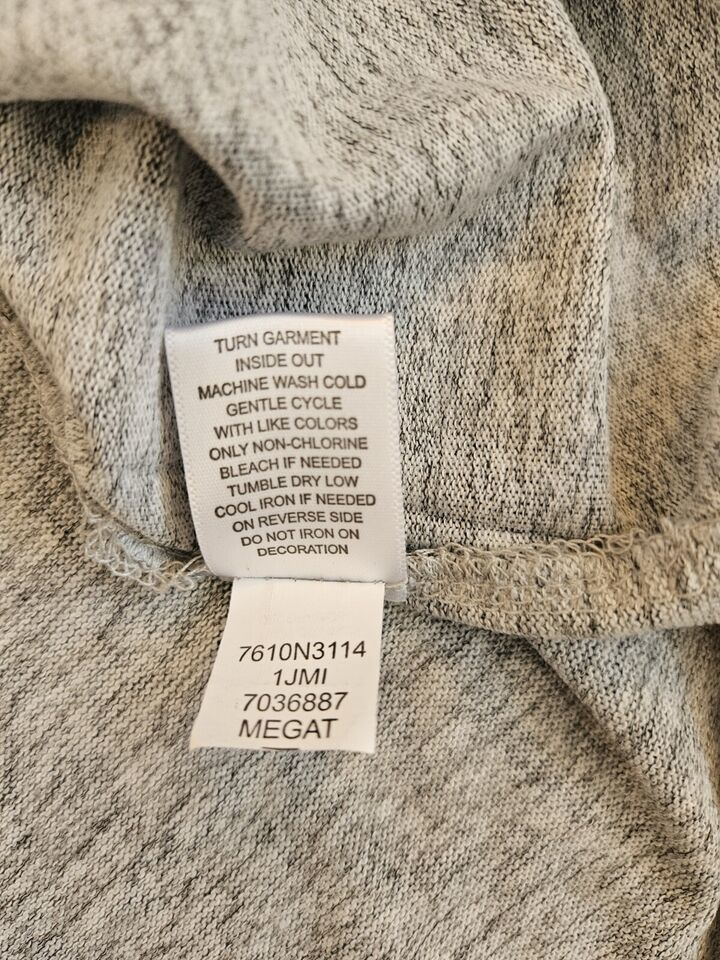 TURN GARMENT
INSIDE OUT
MACHINE WASH COLD
GENTLE CYCLE
WITH LIKE COLORS
ONLY NON-CHLORINE
BLEACH IF NEEDED
TUMBLE DRY LOW
COOL IRON IF NEEDED
ON REVERSE SIDE
DO NOT IRON ON
DECORATION
7610N3114
1JMI
7036887
MEGAT